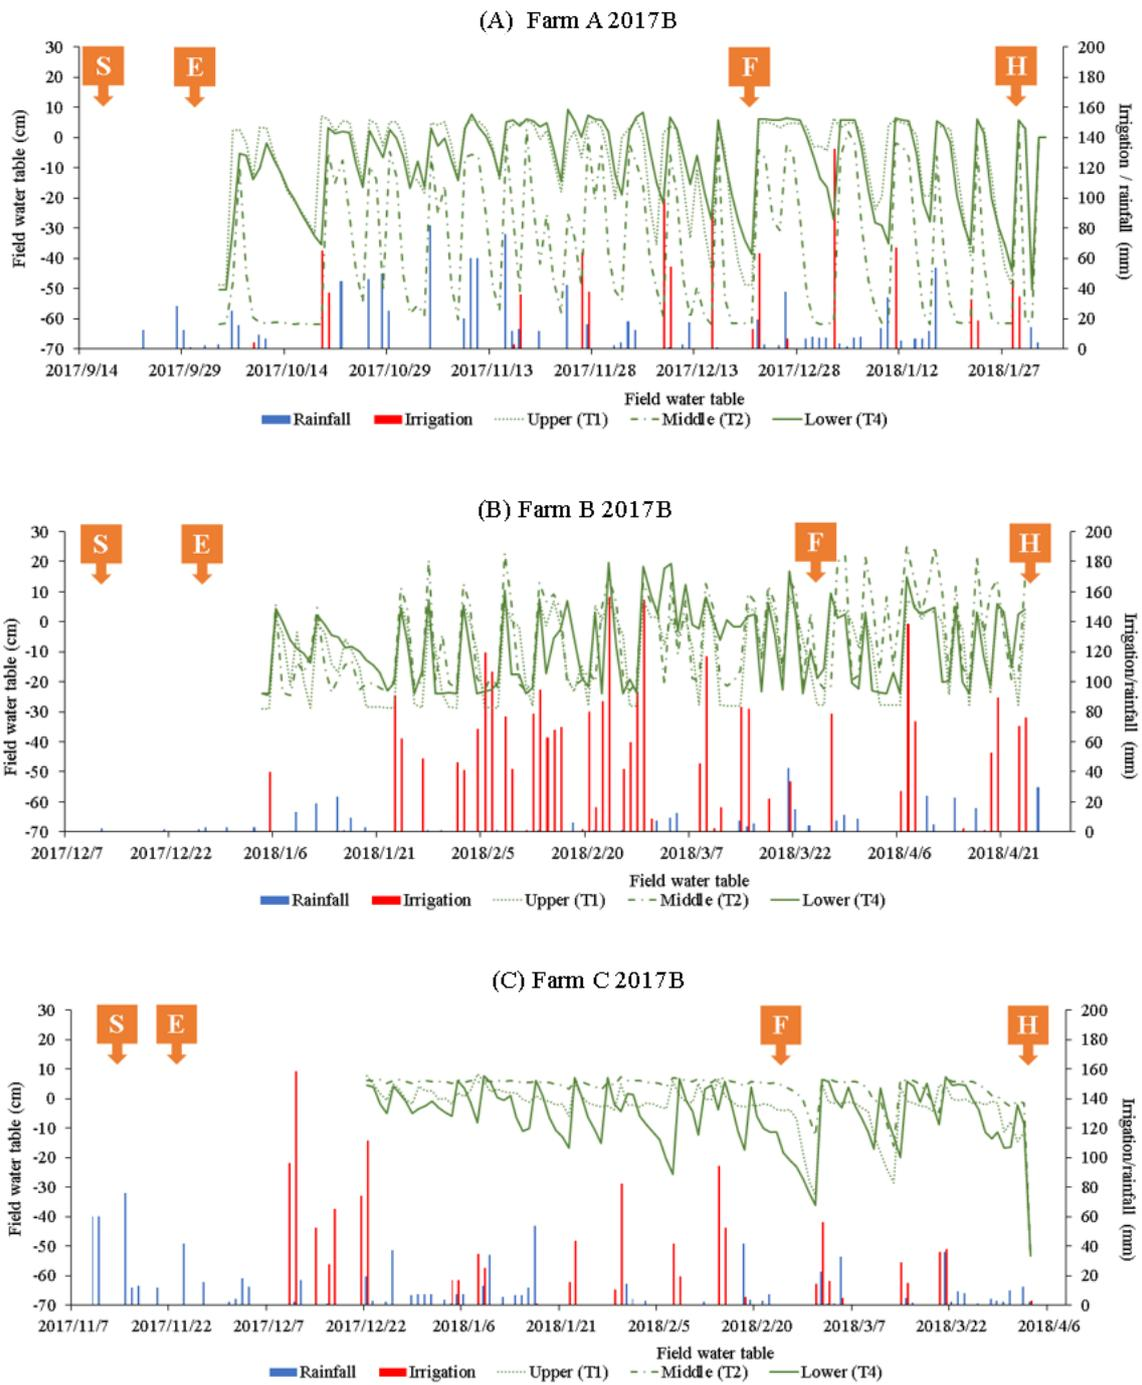 (A) Farm A 2017B
30 200
S E F H
20 180
10 160
0 140
-10 120
-20 100
-30 80
-40 60
-50 40
-60 20
-70 0
Field water table (cm)
Irrigation / rainfall (mm)
2017/9/14 2017/9/29 2017/10/14 2017/10/29 2017/11/13 2017/11/28 2017/12/13 2017/12/28 2018/1/12 2018/1/27
Field water table
Rainfall Irrigation Upper (T1) Middle (T2) Lower (T4)
(B) Farm B 2017B
30 200
S E F H
20 180
10 160
0 140
-10 120
-20 100
-30 80
-40 60
-50 40
-60 20
-70 0
Field water table (cm)
Irrigation/rainfall (mm)
2017/12/7 2017/12/22 2018/1/6 2018/1/21 2018/2/5 2018/2/20 2018/3/7 2018/3/22 2018/4/6 2018/4/21
Field water table
Rainfall Irrigation Upper (T1) Middle (T2) Lower (T4)
(C) Farm C 2017B
30 200
S E F H
20 180
10 160
0 140
-10 120
-20 100
-30 80
-40 60
-50 40
-60 20
-70 0
Field water table (cm)
Irrigation/rainfall (mm)
2017/11/7 2017/11/22 2017/12/7 2017/12/22 2018/1/6 2018/1/21 2018/2/5 2018/2/20 2018/3/7 2018/3/22 2018/4/6
Field water table
Rainfall Irrigation Upper (T1) Middle (T2) Lower (T4)